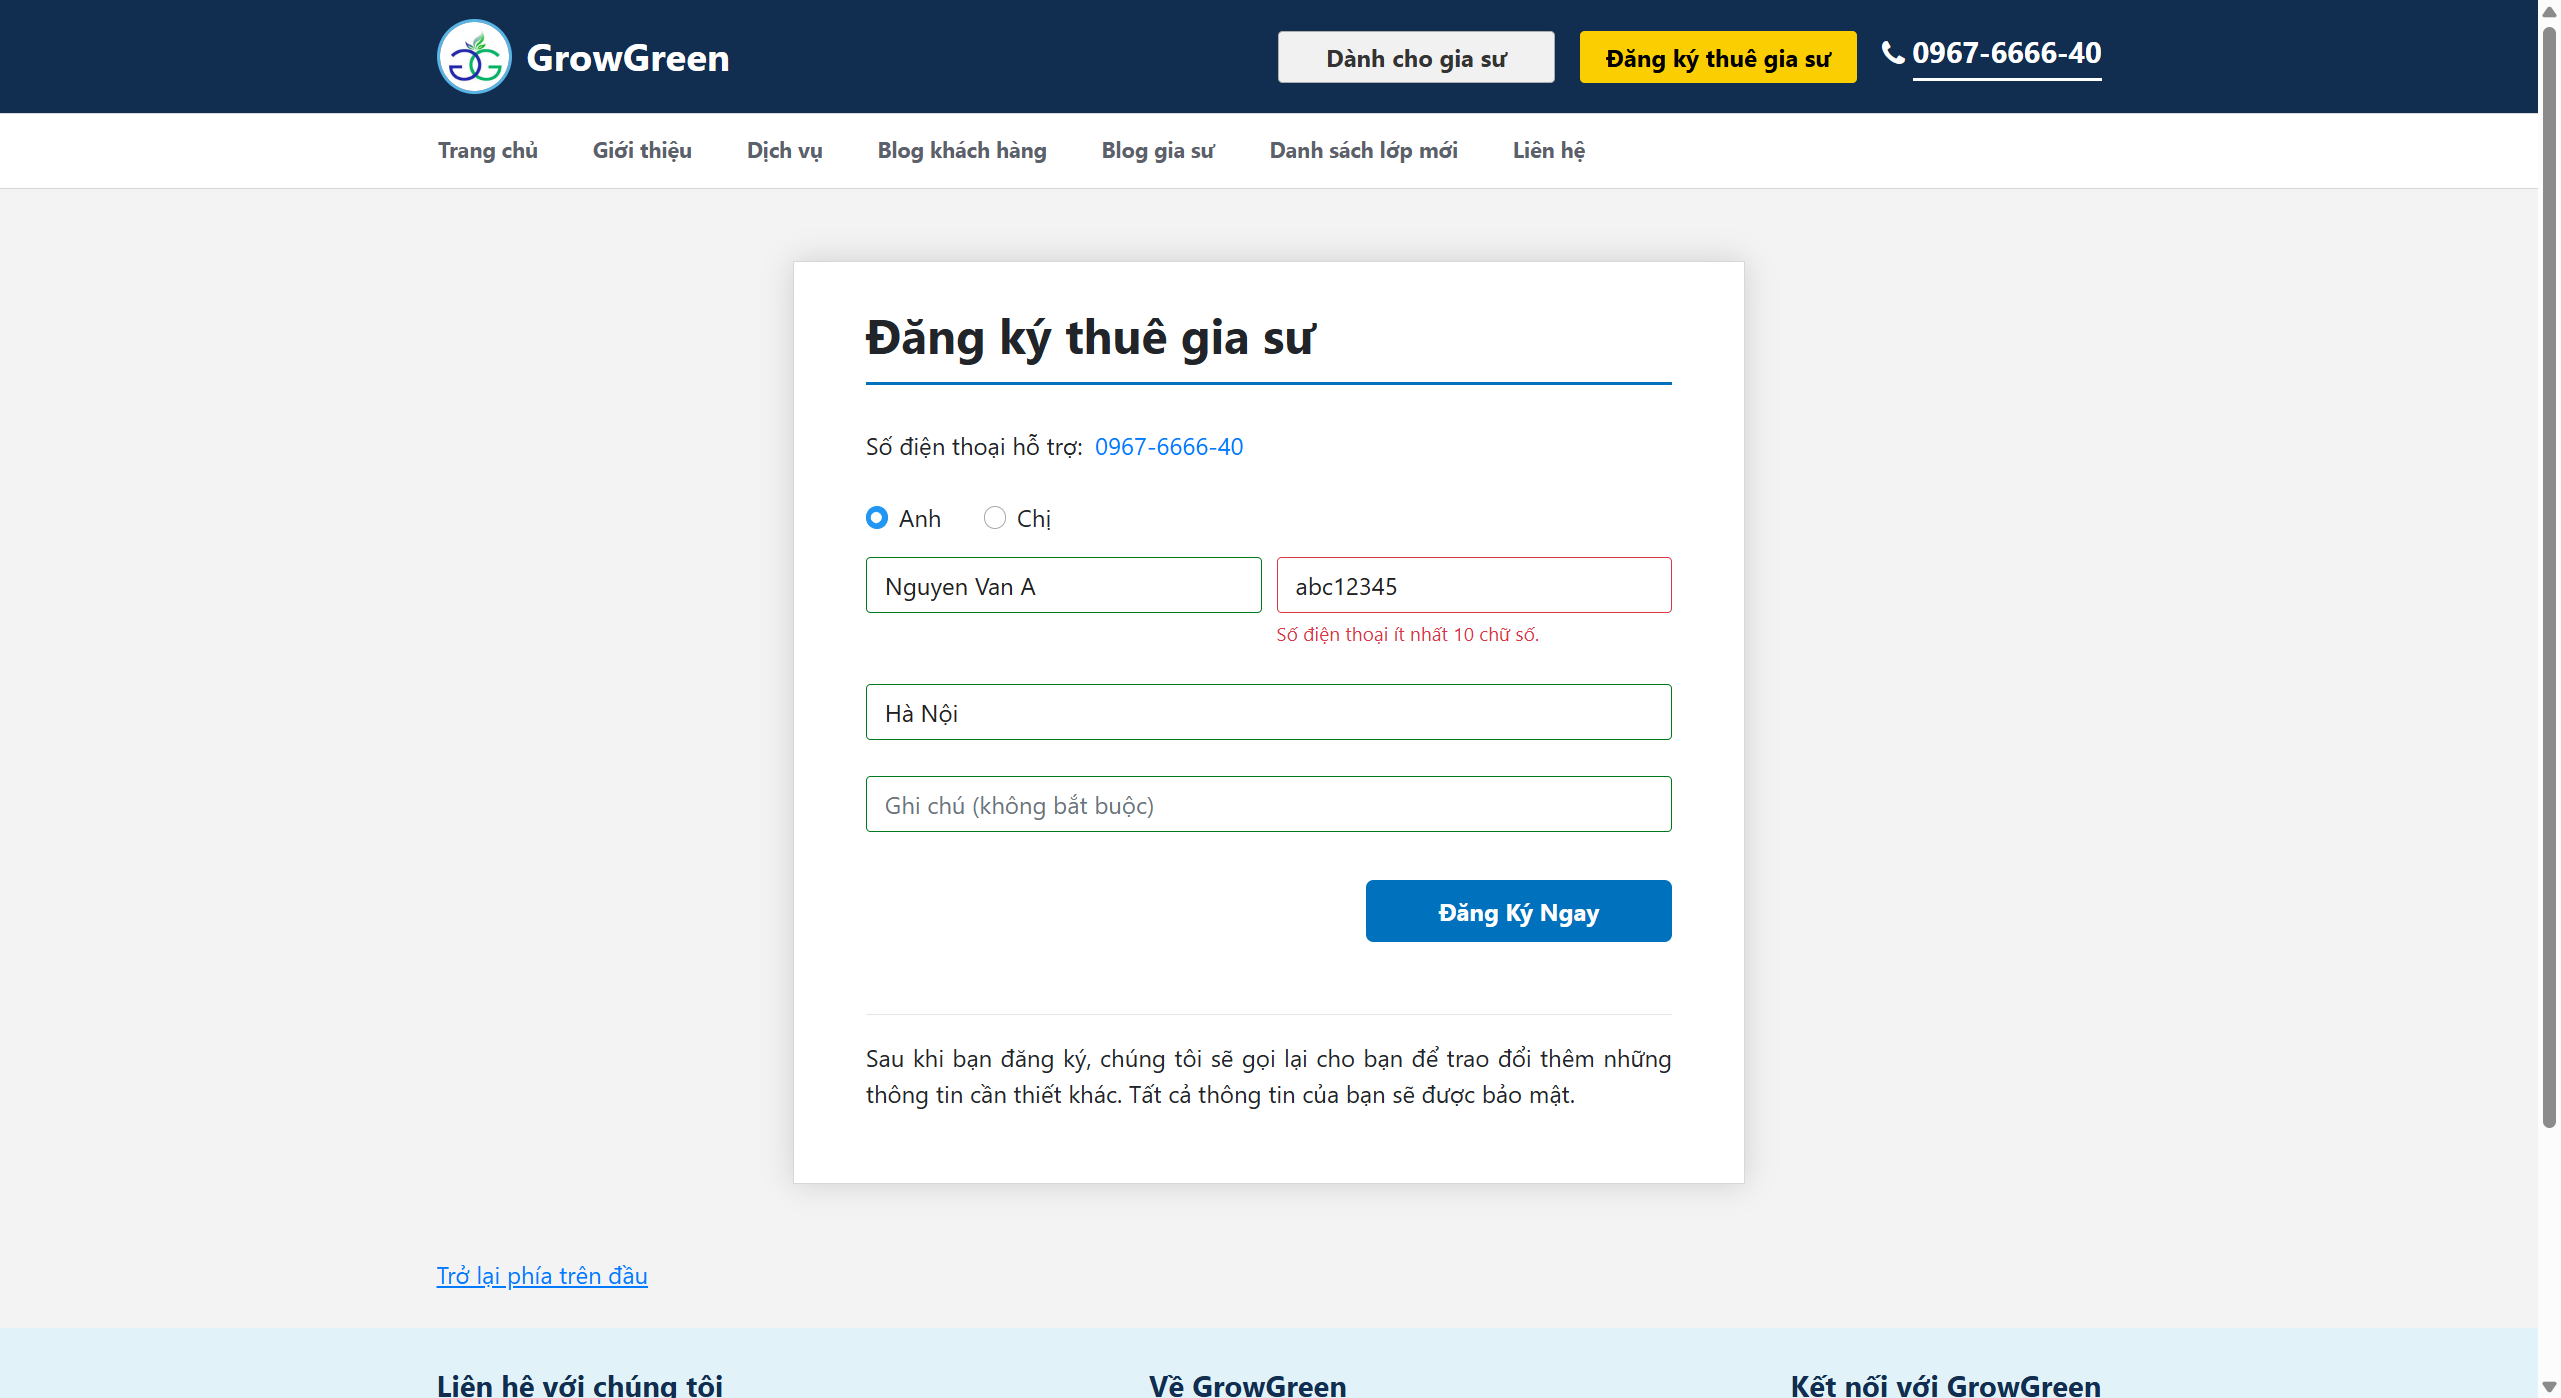 GrowGreen
Dành cho gia sư
Đăng ký thuê gia sư
0967-6666-40
Trang chủ
Giới thiệu
Dịch vụ
Blog khách hàng
Blog gia sư
Danh sách lớp mới
Liên hệ
Đăng ký thuê gia sư
Số điện thoại hỗ trợ: 0967-6666-40
Anh
Chị
Nguyen Van A
abc12345
Số điện thoại ít nhất 10 chữ số.
Hà Nội
Ghi chú (không bắt buộc)
Đăng Ký Ngay
Sau khi bạn đăng ký, chúng tôi sẽ gọi lại cho bạn để trao đổi thêm những
thông tin cần thiết khác. Tất cả thông tin của bạn sẽ được bảo mật.
Trở lại phía trên đầu
Liên hệ với chúng tôi
Về GrowGreen
Kết nối với GrowGreen